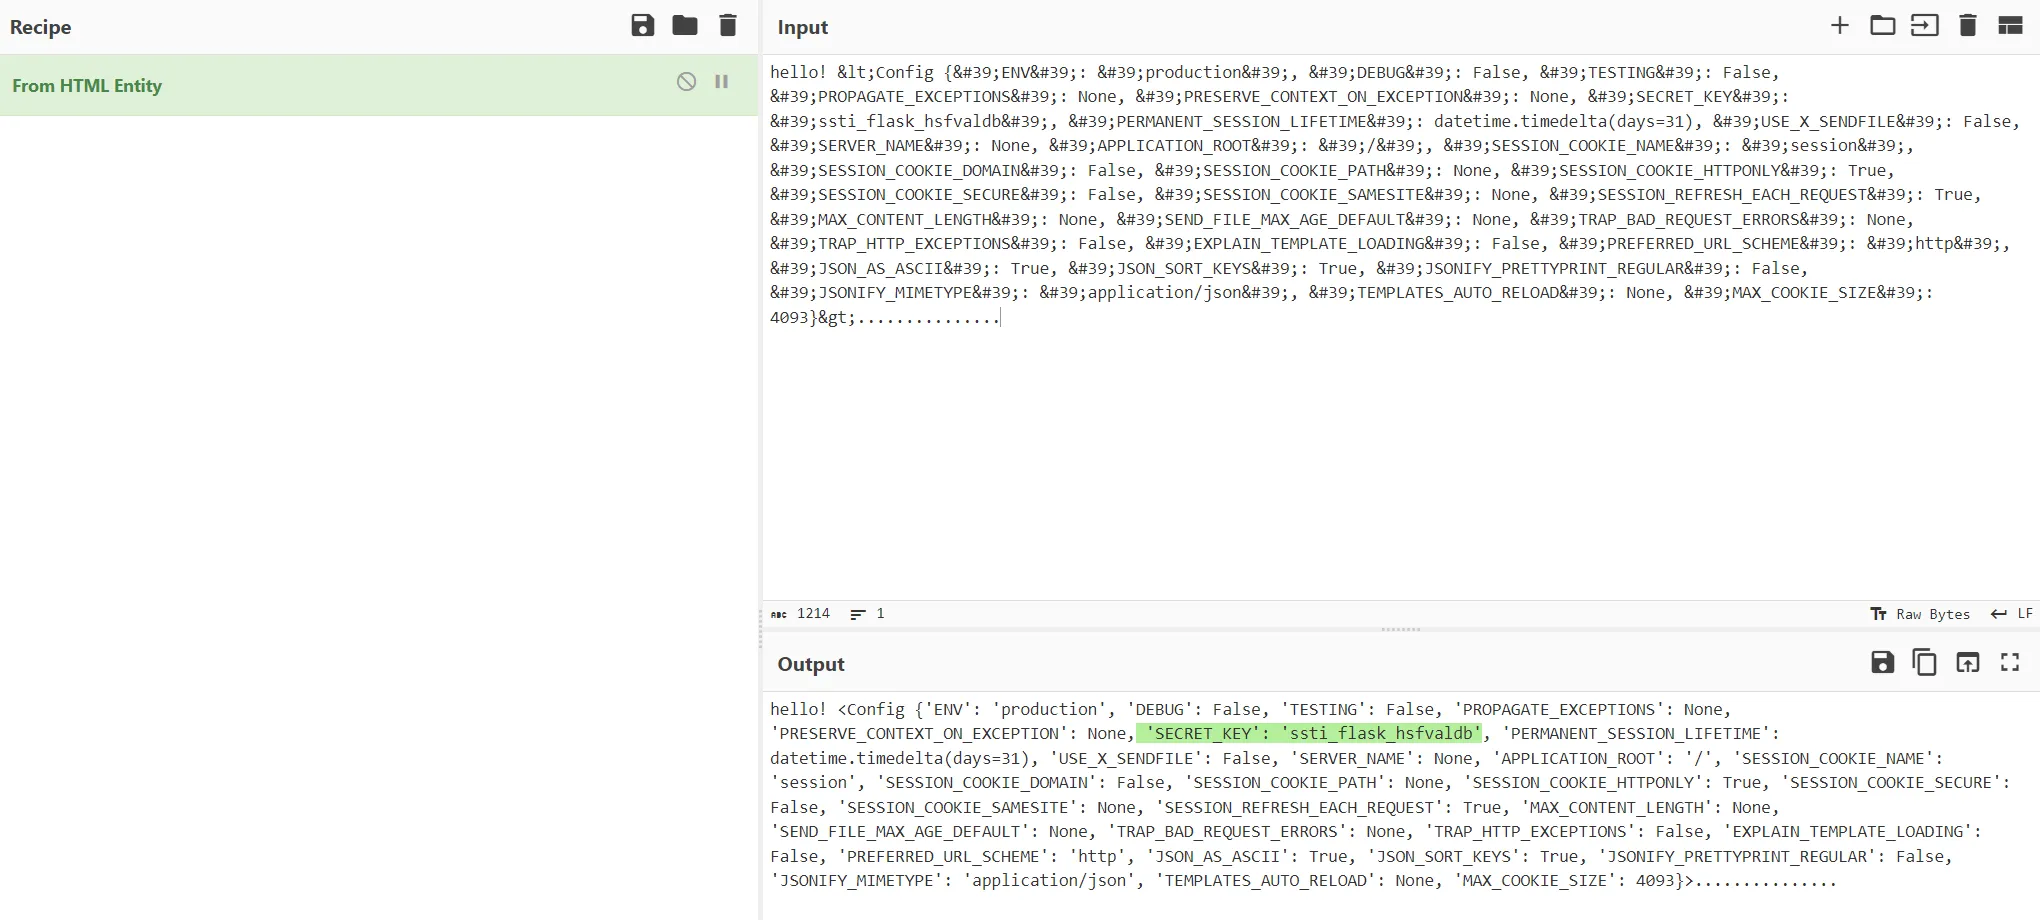 Recipe
From HTML Entity
Input
hello! &lt;Config {&#39;ENV&#39;: &#39;production&#39;, &#39;DEBUG&#39;: False, &#39;TESTING&#39;: False,
&#39;PROPAGATE_EXCEPTIONS&#39;: None, &#39;PRESERVE_CONTEXT_ON_EXCEPTION&#39;: None, &#39;SECRET_KEY&#39;:
&#39;ssti_flask_hsfvaldb&#39;, &#39;PERMANENT_SESSION_LIFETIME&#39;: datetime.timedelta(days=31), &#39;USE_X_SENDFILE&#39;: False,
&#39;SERVER_NAME&#39;: None, &#39;APPLICATION_ROOT&#39;: &#39;/&#39;, &#39;SESSION_COOKIE_NAME&#39;: &#39;session&#39;,
&#39;SESSION_COOKIE_DOMAIN&#39;: False, &#39;SESSION_COOKIE_PATH&#39;: None, &#39;SESSION_COOKIE_HTTPONLY&#39;: True,
&#39;SESSION_COOKIE_SECURE&#39;: False, &#39;SESSION_COOKIE_SAMESITE&#39;: None, &#39;SESSION_REFRESH_EACH_REQUEST&#39;: True,
&#39;MAX_CONTENT_LENGTH&#39;: None, &#39;SEND_FILE_MAX_AGE_DEFAULT&#39;: None, &#39;TRAP_BAD_REQUEST_ERRORS&#39;: None,
&#39;TRAP_HTTP_EXCEPTIONS&#39;: False, &#39;EXPLAIN_TEMPLATE_LOADING&#39;: False, &#39;PREFERRED_URL_SCHEME&#39;: &#39;http&#39;,
&#39;JSON_AS_ASCII&#39;: True, &#39;JSON_SORT_KEYS&#39;: True, &#39;JSONIFY_PRETTYPRINT_REGULAR&#39;: False,
&#39;JSONIFY_MIMETYPE&#39;: &#39;application/json&#39;, &#39;TEMPLATES_AUTO_RELOAD&#39;: None, &#39;MAX_COOKIE_SIZE&#39;:
4093}&gt;...............
ABC 1214 1 Tt Raw Bytes LF
Output
hello! <Config {'ENV': 'production', 'DEBUG': False, 'TESTING': False, 'PROPAGATE_EXCEPTIONS': None,
'PRESERVE_CONTEXT_ON_EXCEPTION': None, 'SECRET_KEY': 'ssti_flask_hsfvaldb', 'PERMANENT_SESSION_LIFETIME':
datetime.timedelta(days=31), 'USE_X_SENDFILE': False, 'SERVER_NAME': None, 'APPLICATION_ROOT': '/', 'SESSION_COOKIE_NAME':
'session', 'SESSION_COOKIE_DOMAIN': False, 'SESSION_COOKIE_PATH': None, 'SESSION_COOKIE_HTTPONLY': True, 'SESSION_COOKIE_SECURE':
False, 'SESSION_COOKIE_SAMESITE': None, 'SESSION_REFRESH_EACH_REQUEST': True, 'MAX_CONTENT_LENGTH': None,
'SEND_FILE_MAX_AGE_DEFAULT': None, 'TRAP_BAD_REQUEST_ERRORS': None, 'TRAP_HTTP_EXCEPTIONS': False, 'EXPLAIN_TEMPLATE_LOADING':
False, 'PREFERRED_URL_SCHEME': 'http', 'JSON_AS_ASCII': True, 'JSON_SORT_KEYS': True, 'JSONIFY_PRETTYPRINT_REGULAR': False,
'JSONIFY_MIMETYPE': 'application/json', 'TEMPLATES_AUTO_RELOAD': None, 'MAX_COOKIE_SIZE': 4093}>...............